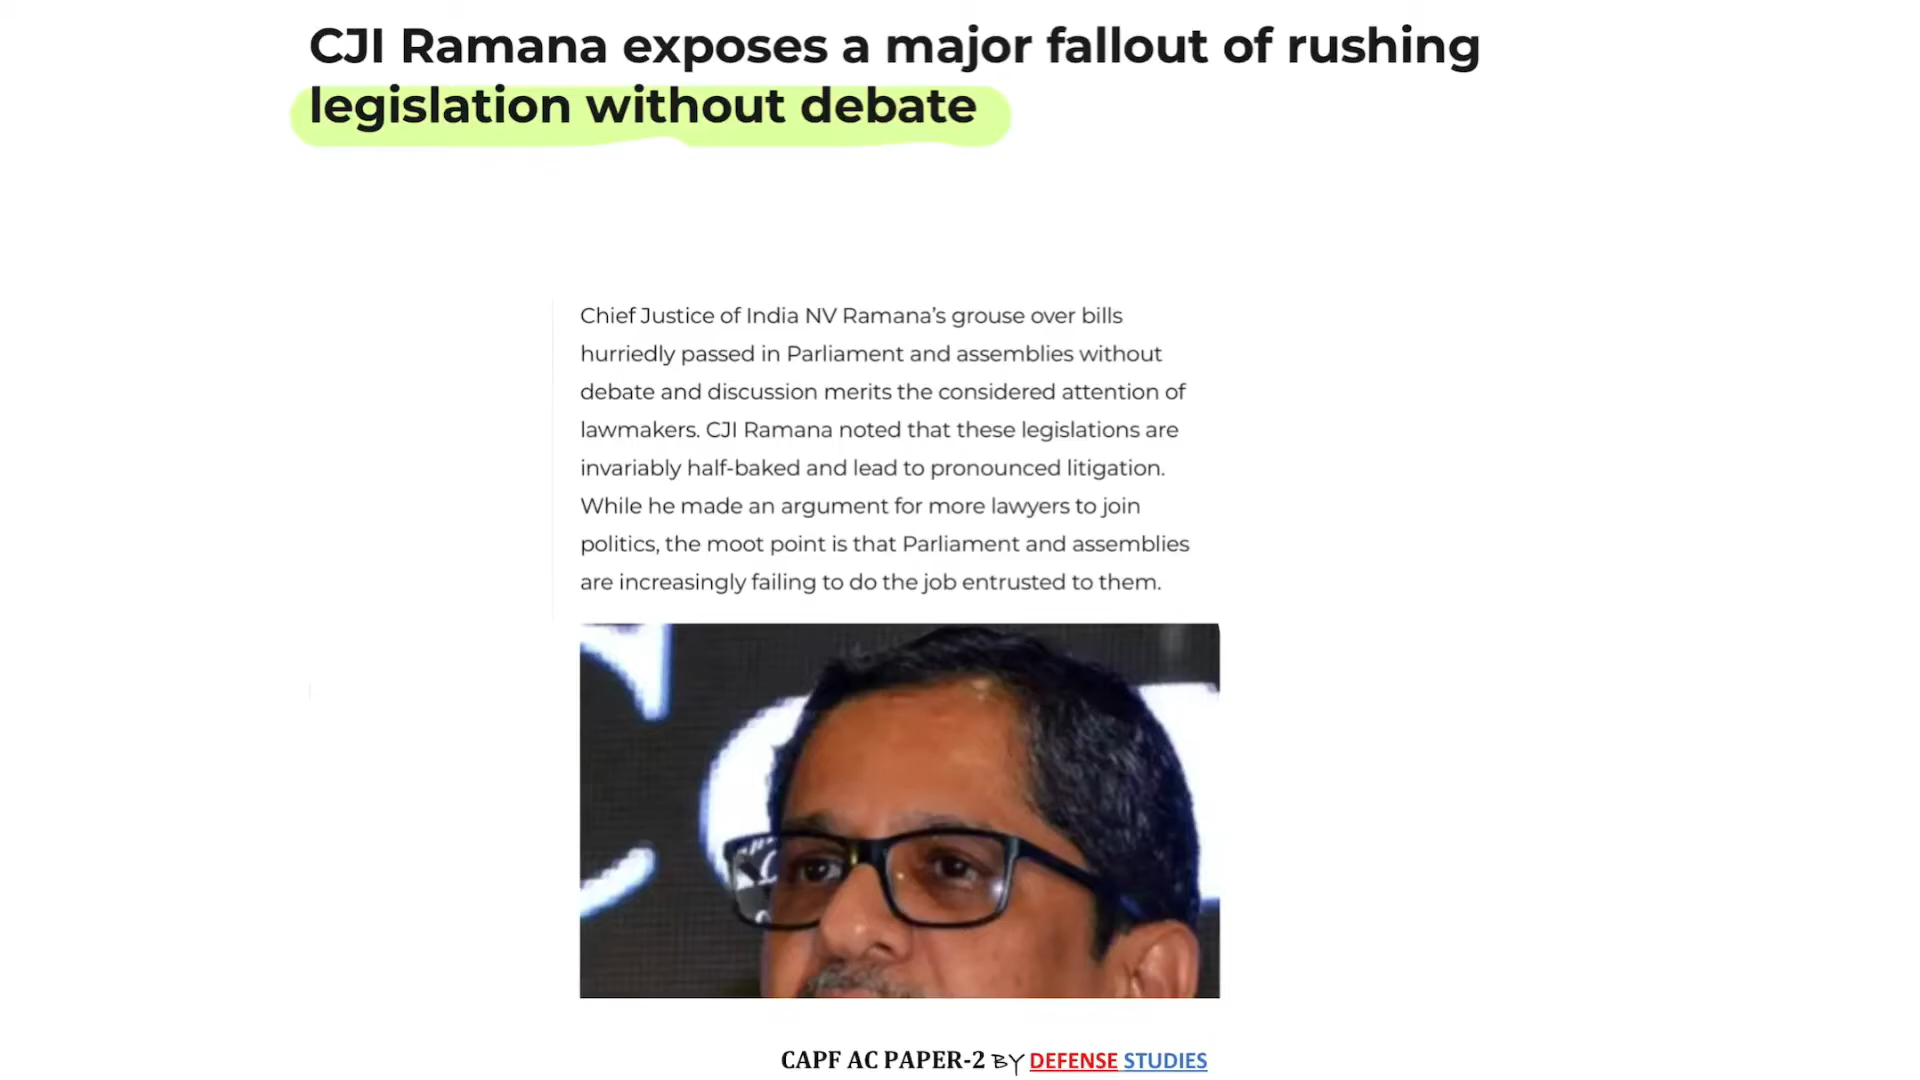 CJI Ramana exposes a major fallout of rushing
legislation without debate
Chief Justice of India NV Ramana’s grouse over bills
hurriedly passed in Parliament and assemblies without
debate and discussion merits the considered attention of
lawmakers. CJI Ramana noted that these legislations are
invariably half-baked and lead to pronounced litigation.
While he made an argument for more lawyers to join
politics, the moot point is that Parliament and assemblies
are increasingly failing to do the job entrusted to them.
CAPF AC PAPER-2 BY DEFENSE STUDIES